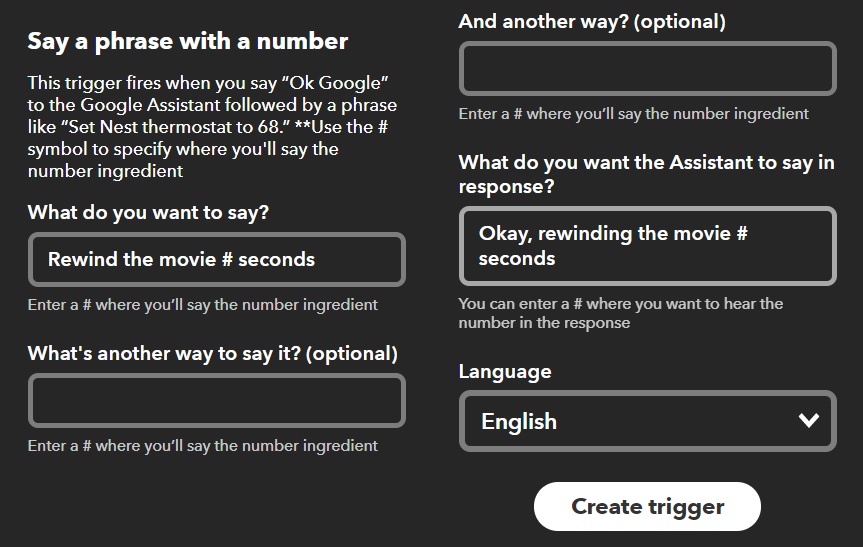 Say a phrase with a number
This trigger fires when you say “Ok Google”
to the Google Assistant followed by a phrase
like “Set Nest thermostat to 68.” **Use the #
symbol to specify where you'll say the
number ingredient
What do you want to say?
Rewind the movie # seconds
Enter a # where you’ll say the number ingredient
What's another way to say it? (optional)
Enter a # where you’ll say the number ingredient
And another way? (optional)
Enter a # where you’ll say the number ingredient
What do you want the Assistant to say in
response?
Okay, rewinding the movie #
seconds
You can enter a # where you want to hear the
number in the response
Language
English
Create trigger